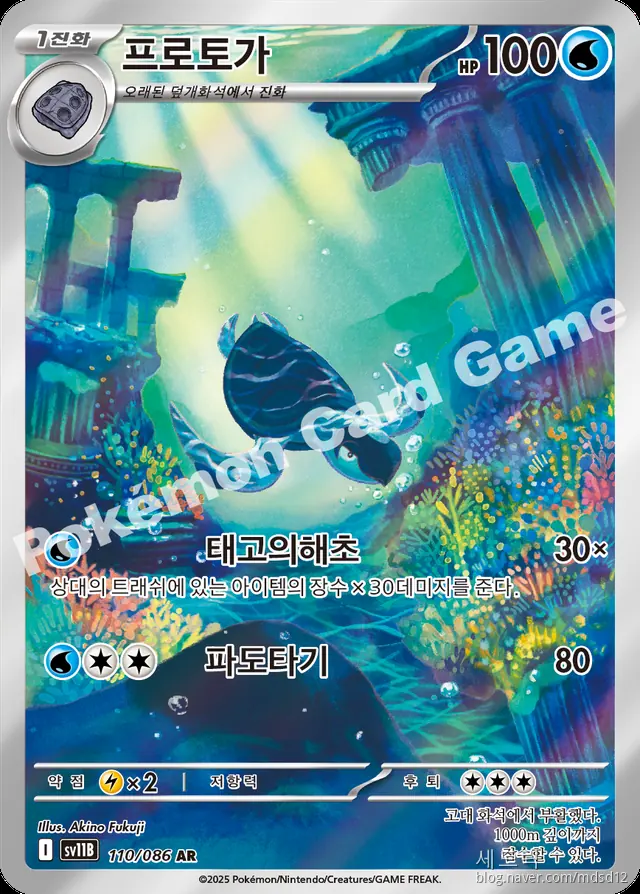 1진화
프로토가
HP 100
오래된 덮개화석에서 진화
Pokémon Card Game
태고의해초 30×
상대의 트래쉬에 있는 아이템의 장수×30데미지를 준다.
파도타기 80
약점 ×2 저항력 후퇴
Illus. Akino Fukuji
고대 화석에서 부활했다.
1000m 깊이까지
잠수할 수 있다.
I sv11B 110/086 AR
©2025 Pokémon/Nintendo/Creatures/GAME FREAK.
blog.naver.com/mdsd12